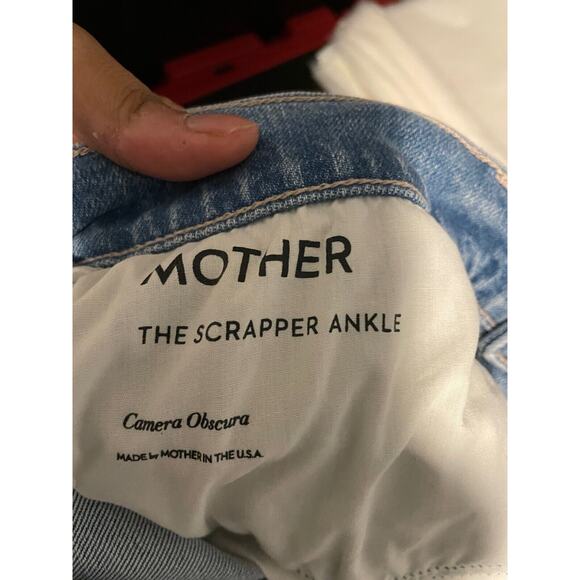 MOTHER
THE SCRAPPER ANKLE
Camera Obscura
MADE by MOTHER IN THE U.S.A.